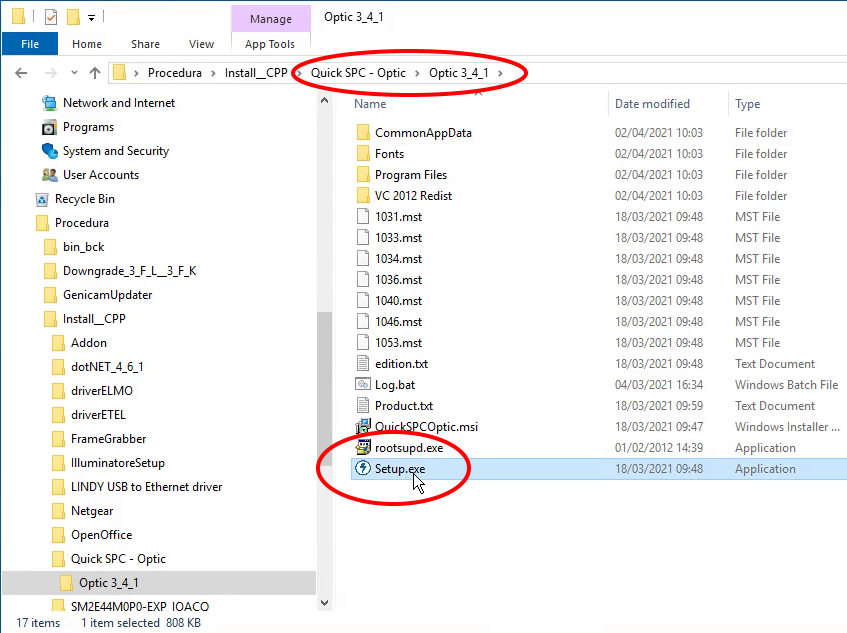 Manage
Optic 3_4_1
File
Home
Share
View
App Tools
Procedura
Install__CPP
Quick SPC - Optic
Optic 3_4_1
Network and Internet
Programs
System and Security
User Accounts
Recycle Bin
Procedura
bin_bck
Downgrade_3_F_L__3_F_K
GenicamUpdater
Install__CPP
Addon
dotNET_4_6_1
driverELMO
driverETEL
FrameGrabber
IlluminatoreSetup
LINDY USB to Ethernet driver
Netgear
OpenOffice
Quick SPC - Optic
Optic 3_4_1
SM2E44M0P0-EXP_IOACO
Name Date modified Type
CommonAppData 02/04/2021 10:03 File folder
Fonts 02/04/2021 10:03 File folder
Program Files 02/04/2021 10:03 File folder
VC 2012 Redist 02/04/2021 10:03 File folder
1031.mst 18/03/2021 09:48 MST File
1033.mst 18/03/2021 09:48 MST File
1034.mst 18/03/2021 09:48 MST File
1036.mst 18/03/2021 09:48 MST File
1040.mst 18/03/2021 09:48 MST File
1046.mst 18/03/2021 09:48 MST File
1053.mst 18/03/2021 09:48 MST File
edition.txt 18/03/2021 09:48 Text Document
Log.bat 04/03/2021 16:34 Windows Batch File
Product.txt 18/03/2021 09:59 Text Document
QuickSPCOptic.msi 18/03/2021 09:47 Windows Installer ...
rootsupd.exe 01/02/2012 14:39 Application
Setup.exe 18/03/2021 09:48 Application
17 items 1 item selected 808 KB